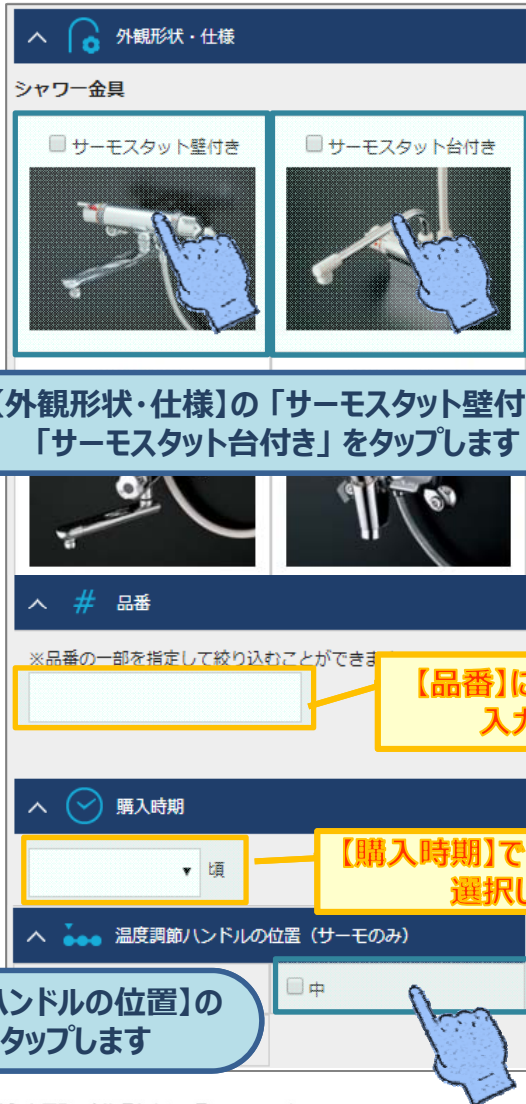 外観形状・仕様
シャワー金具
サーモスタット壁付き
サーモスタット台付き
【外観形状・仕様】の「サーモスタット壁付
「サーモスタット台付き」をタップします
# 品番
※品番の一部を指定して絞り込むことができま
【品番】に
入力
購入時期
頃
【購入時期】で
選択し
温度調節ハンドルの位置(サーモのみ)
中
ハンドルの位置】の
タップします